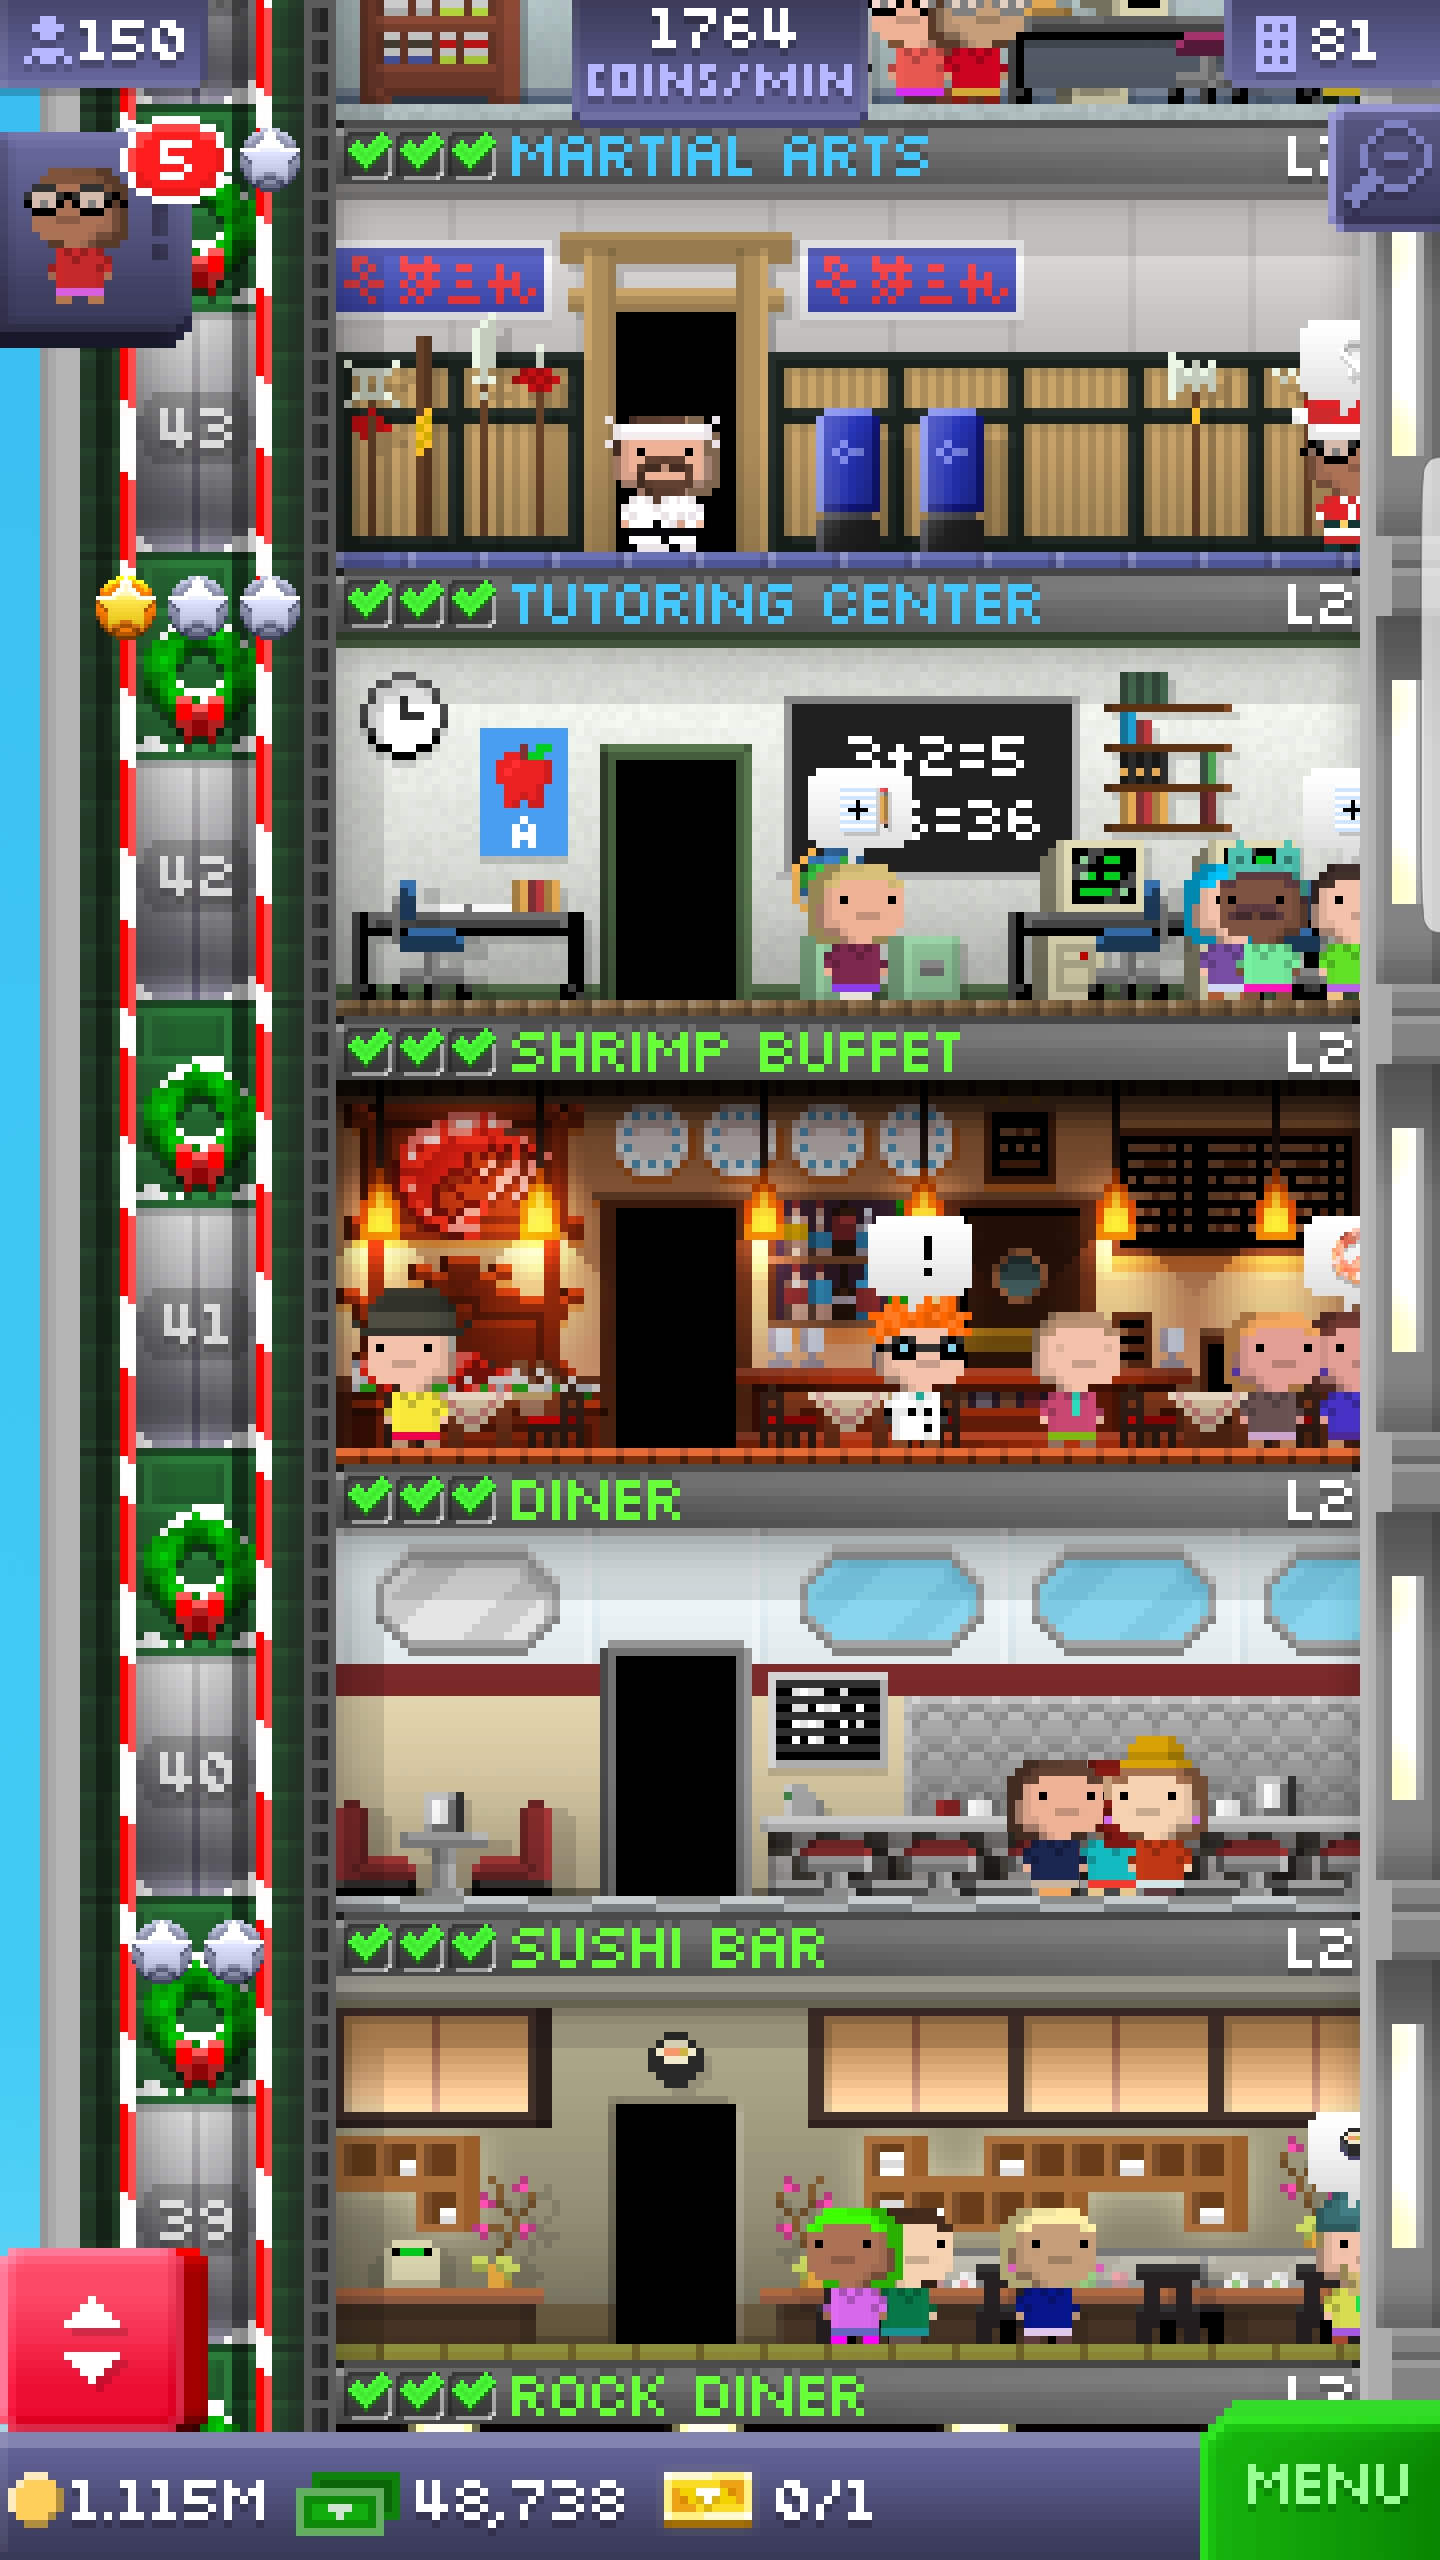 150
1764
COINS/MIN
81
5
MARTIAL ARTS
43
TUTORING CENTER L2
3+2=5
=36
A
42
SHRIMP BUFFET L2
!
41
DINER L2
40
SUSHI BAR L2
39
ROCK DINER
1.115M 48,738 0/1
MENU